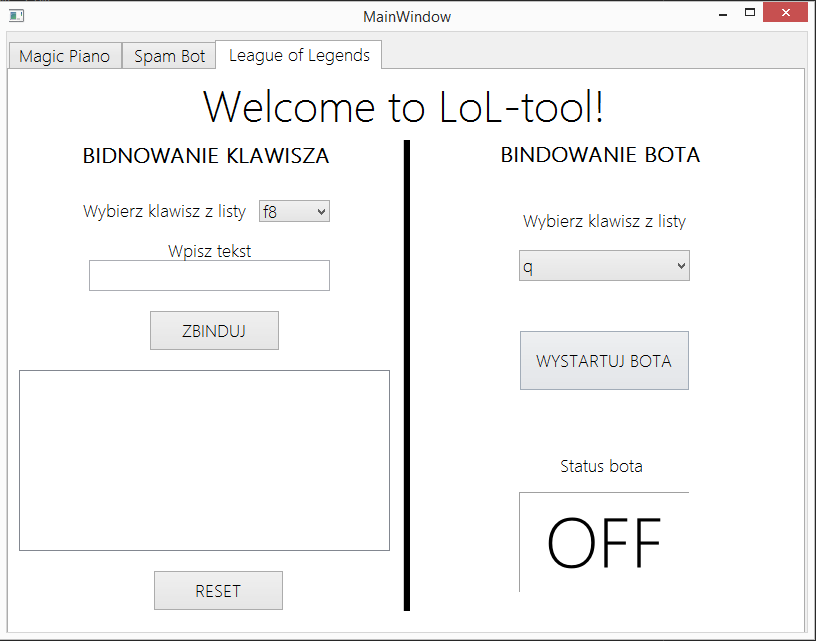 MainWindow
Magic Piano
Spam Bot
League of Legends
Welcome to LoL-tool!
BIDNOWANIE KLAWISZA
Wybierz klawisz z listy
f8
Wpisz tekst
ZBINDUJ
RESET
BINDOWANIE BOTA
Wybierz klawisz z listy
q
WYSTARTUJ BOTA
Status bota
OFF